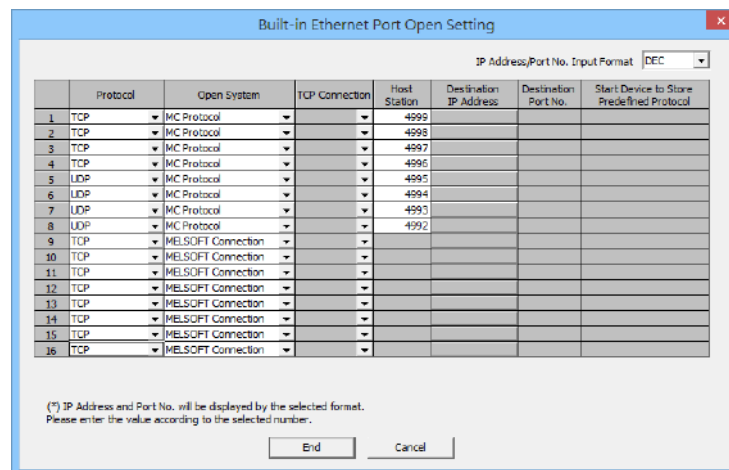 Built-in Ethernet Port Open Setting
IP Address/Port No. Input Format DEC
Protocol Open System TCP Connection Host Station Destination IP Address Destination Port No. Start Device to Store Predefined Protocol
1 TCP MC Protocol 4999
2 TCP MC Protocol 4998
3 TCP MC Protocol 4997
4 TCP MC Protocol 4996
5 UDP MC Protocol 4995
6 UDP MC Protocol 4994
7 UDP MC Protocol 4993
8 UDP MC Protocol 4992
9 TCP MELSOFT Connection
10 TCP MELSOFT Connection
11 TCP MELSOFT Connection
12 TCP MELSOFT Connection
13 TCP MELSOFT Connection
14 TCP MELSOFT Connection
15 TCP MELSOFT Connection
16 TCP MELSOFT Connection
(*) IP Address and Port No. will be displayed by the selected format.
Please enter the value according to the selected number.
End Cancel